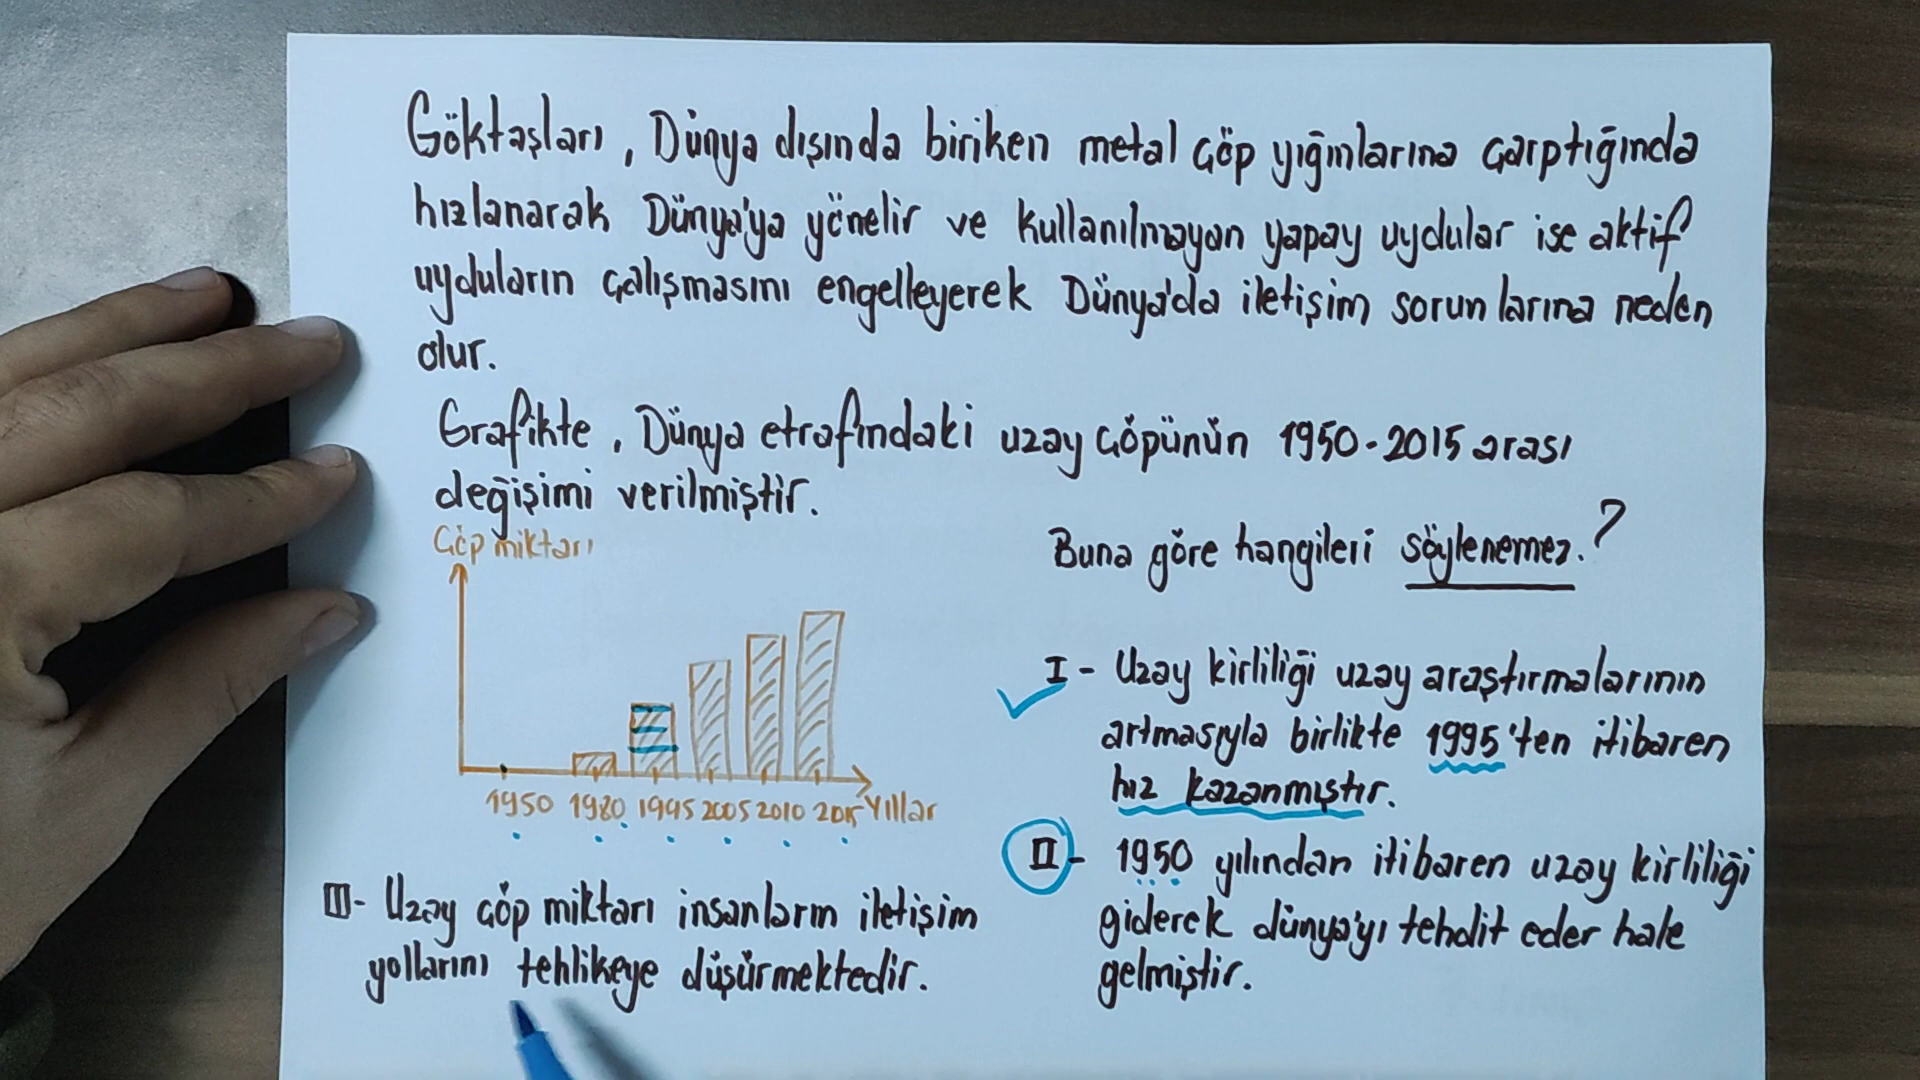 Göktaşları, Dünya dışında biriken metal çöp yığınlarına çarptığında
hızlanarak Dünya'ya yönelir ve kullanılmayan yapay uydular ise aktif
uyduların çalışmasını engelleyerek Dünya'da iletişim sorunlarına neden
olur.
Grafikte, Dünya etrafındaki uzay çöpünün 1950-2015 arası
değişimi verilmiştir.
Çöp miktarı
1950 1980 1995 2005 2010 2015 Yıllar
Buna göre hangileri söylenemez.?
I- Uzay kirliliği uzay araştırmalarının
artmasıyla birlikte 1995'ten itibaren
hız kazanmıştır.
II- 1950 yılından itibaren uzay kirliliği
giderek dünya'yı tehdit eder hale
gelmiştir.
III- Uzay çöp miktarı insanların iletişim
yollarını tehlikeye düşürmektedir.